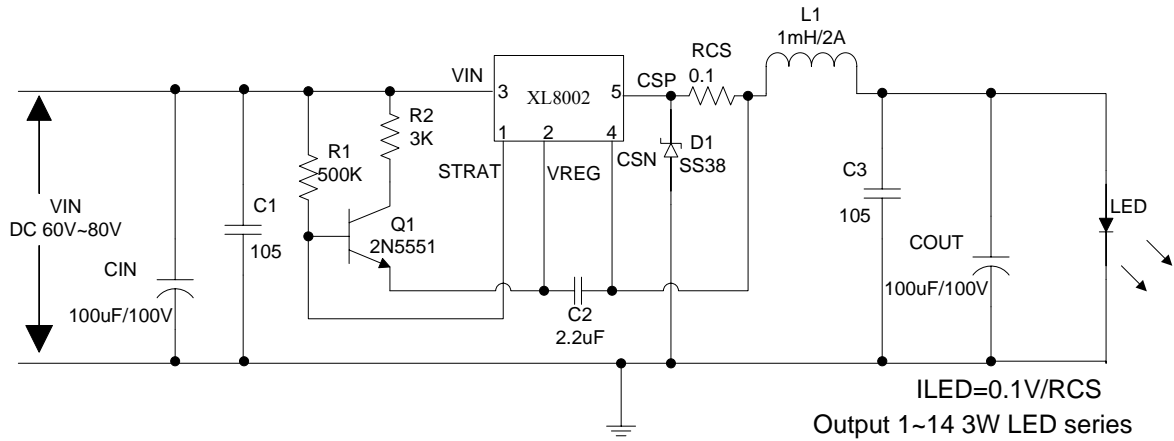 L1
1mH/2A
RCS
0.1
VIN
CSP
3
XL8002
5
R2
3K
1
2
4
D1
SS38
R1
500K
STRAT
VREG
CSN
C3
105
VIN
DC 60V~80V
C1
105
Q1
2N5551
LED
COUT
100uF/100V
CIN
100uF/100V
C2
2.2uF
ILED=0.1V/RCS
Output 1~14 3W LED series